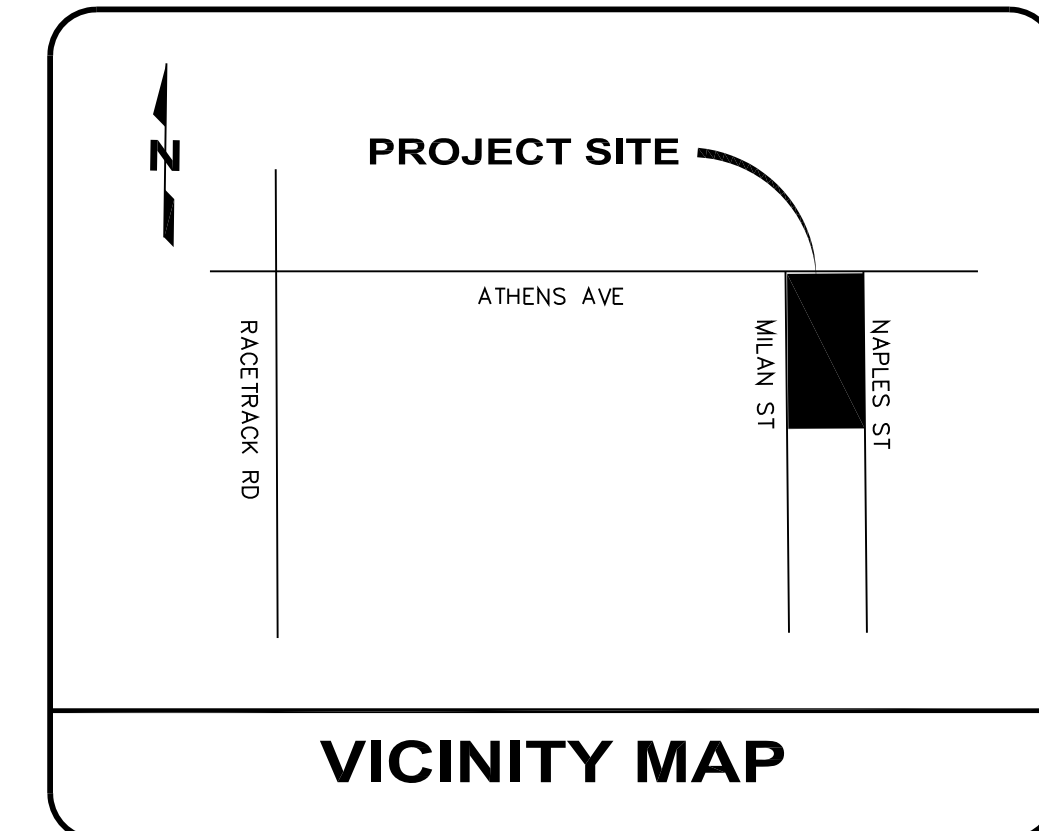 N
PROJECT SITE
ATHENS AVE
RACETRACK RD
MILAN ST
NAPLES ST
VICINITY MAP